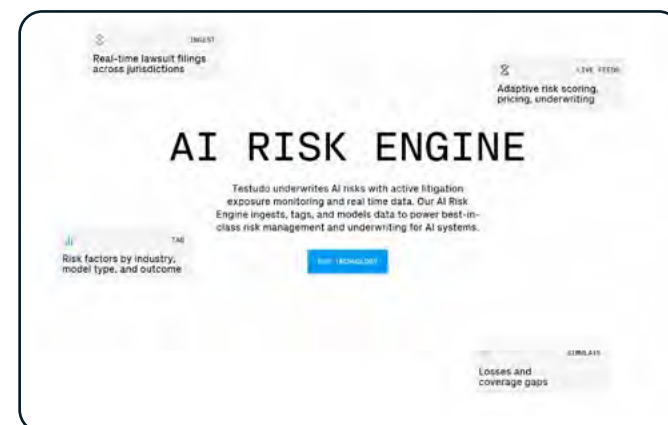 INGEST
Real-time lawsuit filings
across jurisdictions
LIVE FEEDS
Adaptive risk scoring,
pricing, underwriting
AI RISK ENGINE
Testudo underwrites AI risks with active litigation
exposure monitoring and real time data. Our AI Risk
Engine ingests, tags, and models data to power best-in-
class risk management and underwriting for AI systems.
TAG
Risk factors by industry,
model type, and outcome
OUR TECHNOLOGY
SIMULATE
Losses and
coverage gaps